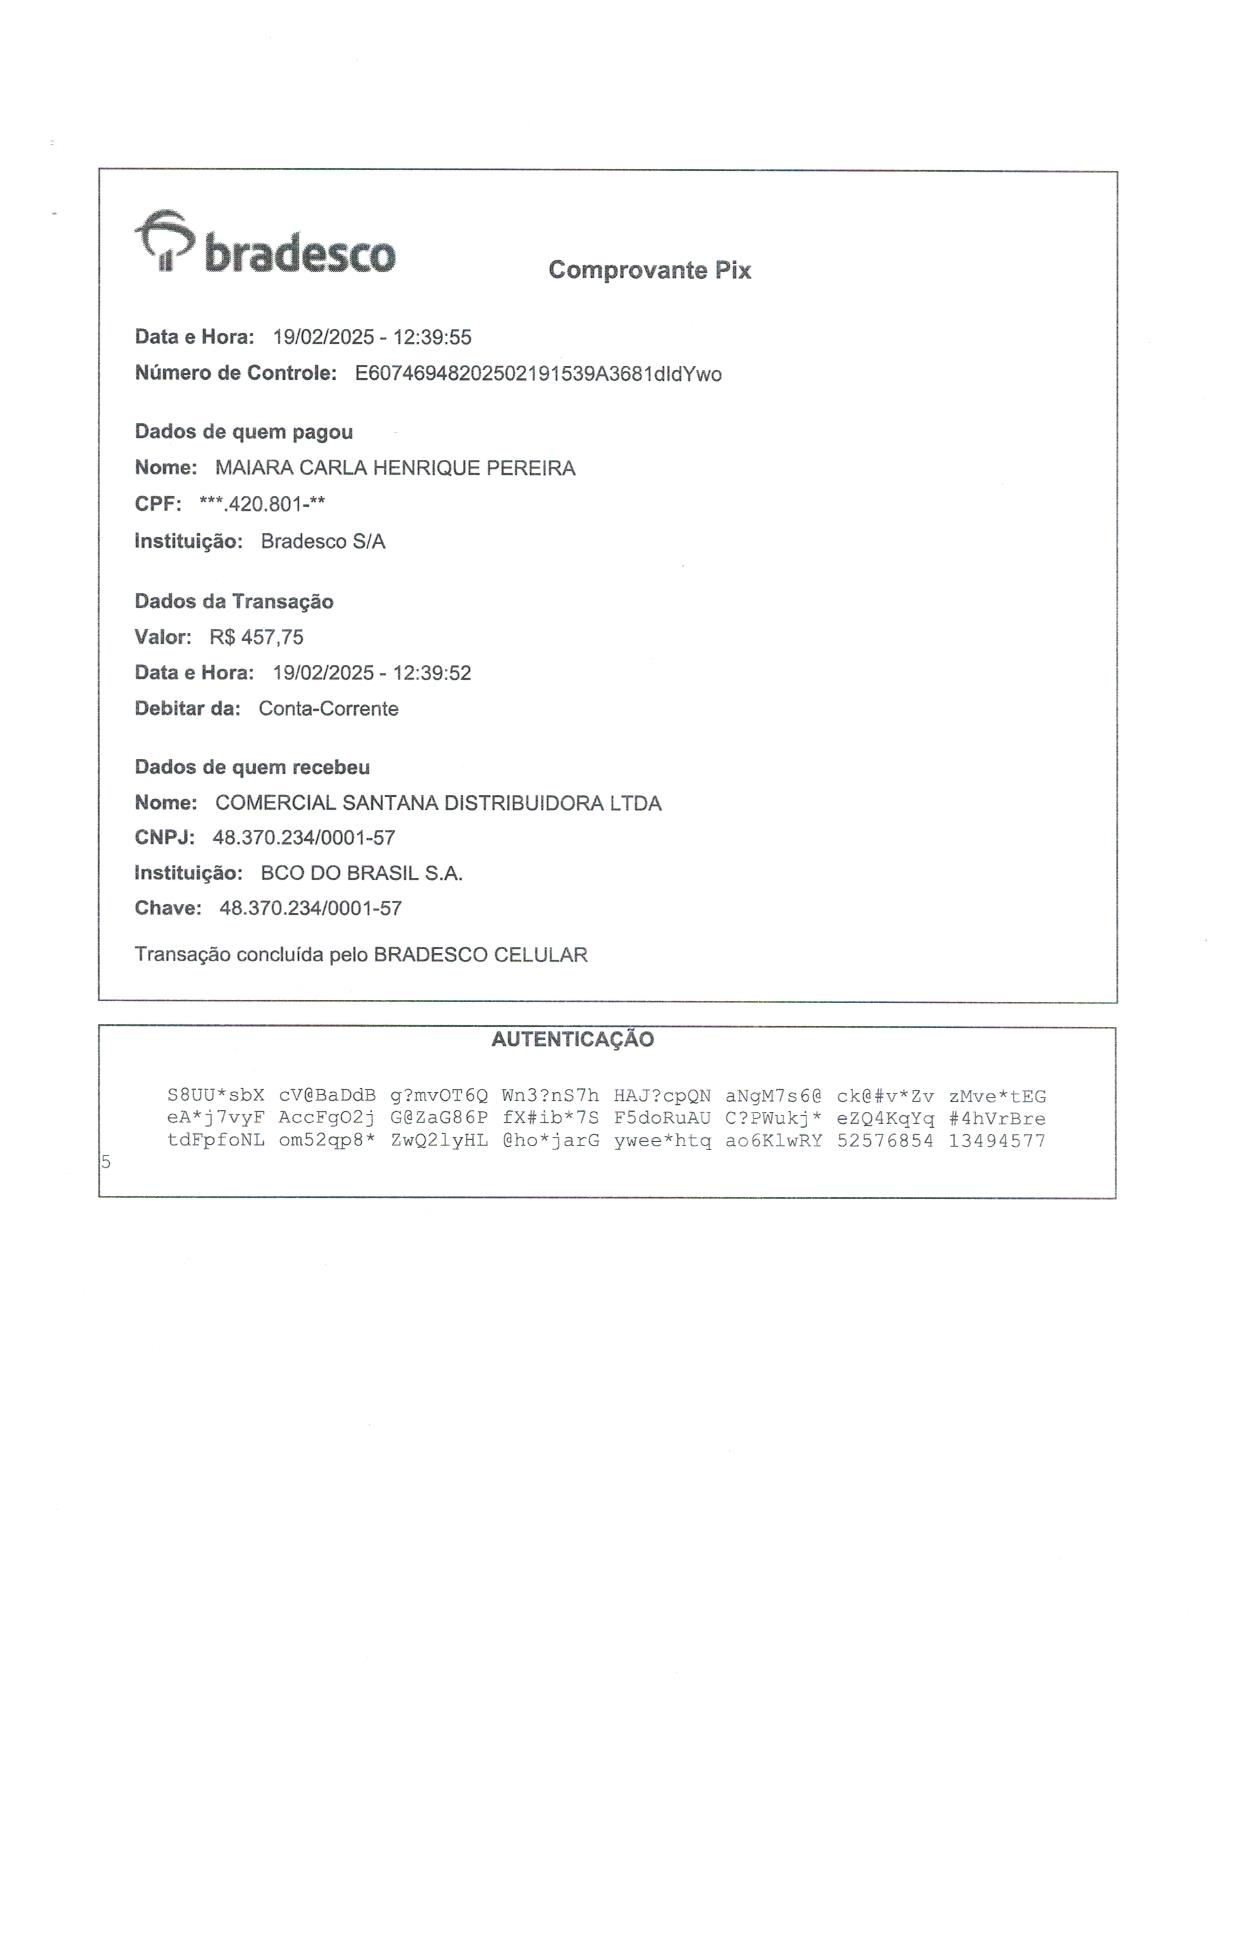 bradesco
Comprovante Pix
Data e Hora: 19/02/2025 - 12:39:55
Número de Controle: E60746948202502191539A3681dIdYwo
Dados de quem pagou
Nome: MAIARA CARLA HENRIQUE PEREIRA
CPF: ***.420.801-**
Instituição: Bradesco S/A
Dados da Transação
Valor: R$ 457,75
Data e Hora: 19/02/2025 - 12:39:52
Debitar da: Conta-Corrente
Dados de quem recebeu
Nome: COMERCIAL SANTANA DISTRIBUIDORA LTDA
CNPJ: 48.370.234/0001-57
Instituição: BCO DO BRASIL S.A.
Chave: 48.370.234/0001-57
Transação concluída pelo BRADESCO CELULAR
AUTENTICAÇÃO
S8UU*sbX cV@BaDdB g?mvOT6Q Wn3?nS7h HAJ?cpQN aNgM7s6@ ck@#v*Zv zMve*tEG
eA*j7vyF AccFgO2j G@ZaG86P fX#ib*7S F5doRuAU C?PWukj* eZQ4KqYq #4hVrBre
tdFpfoNL om52qp8* ZwQ2lyHL @ho*jarG ywee*htq ao6KlwRY 52576854 13494577
5